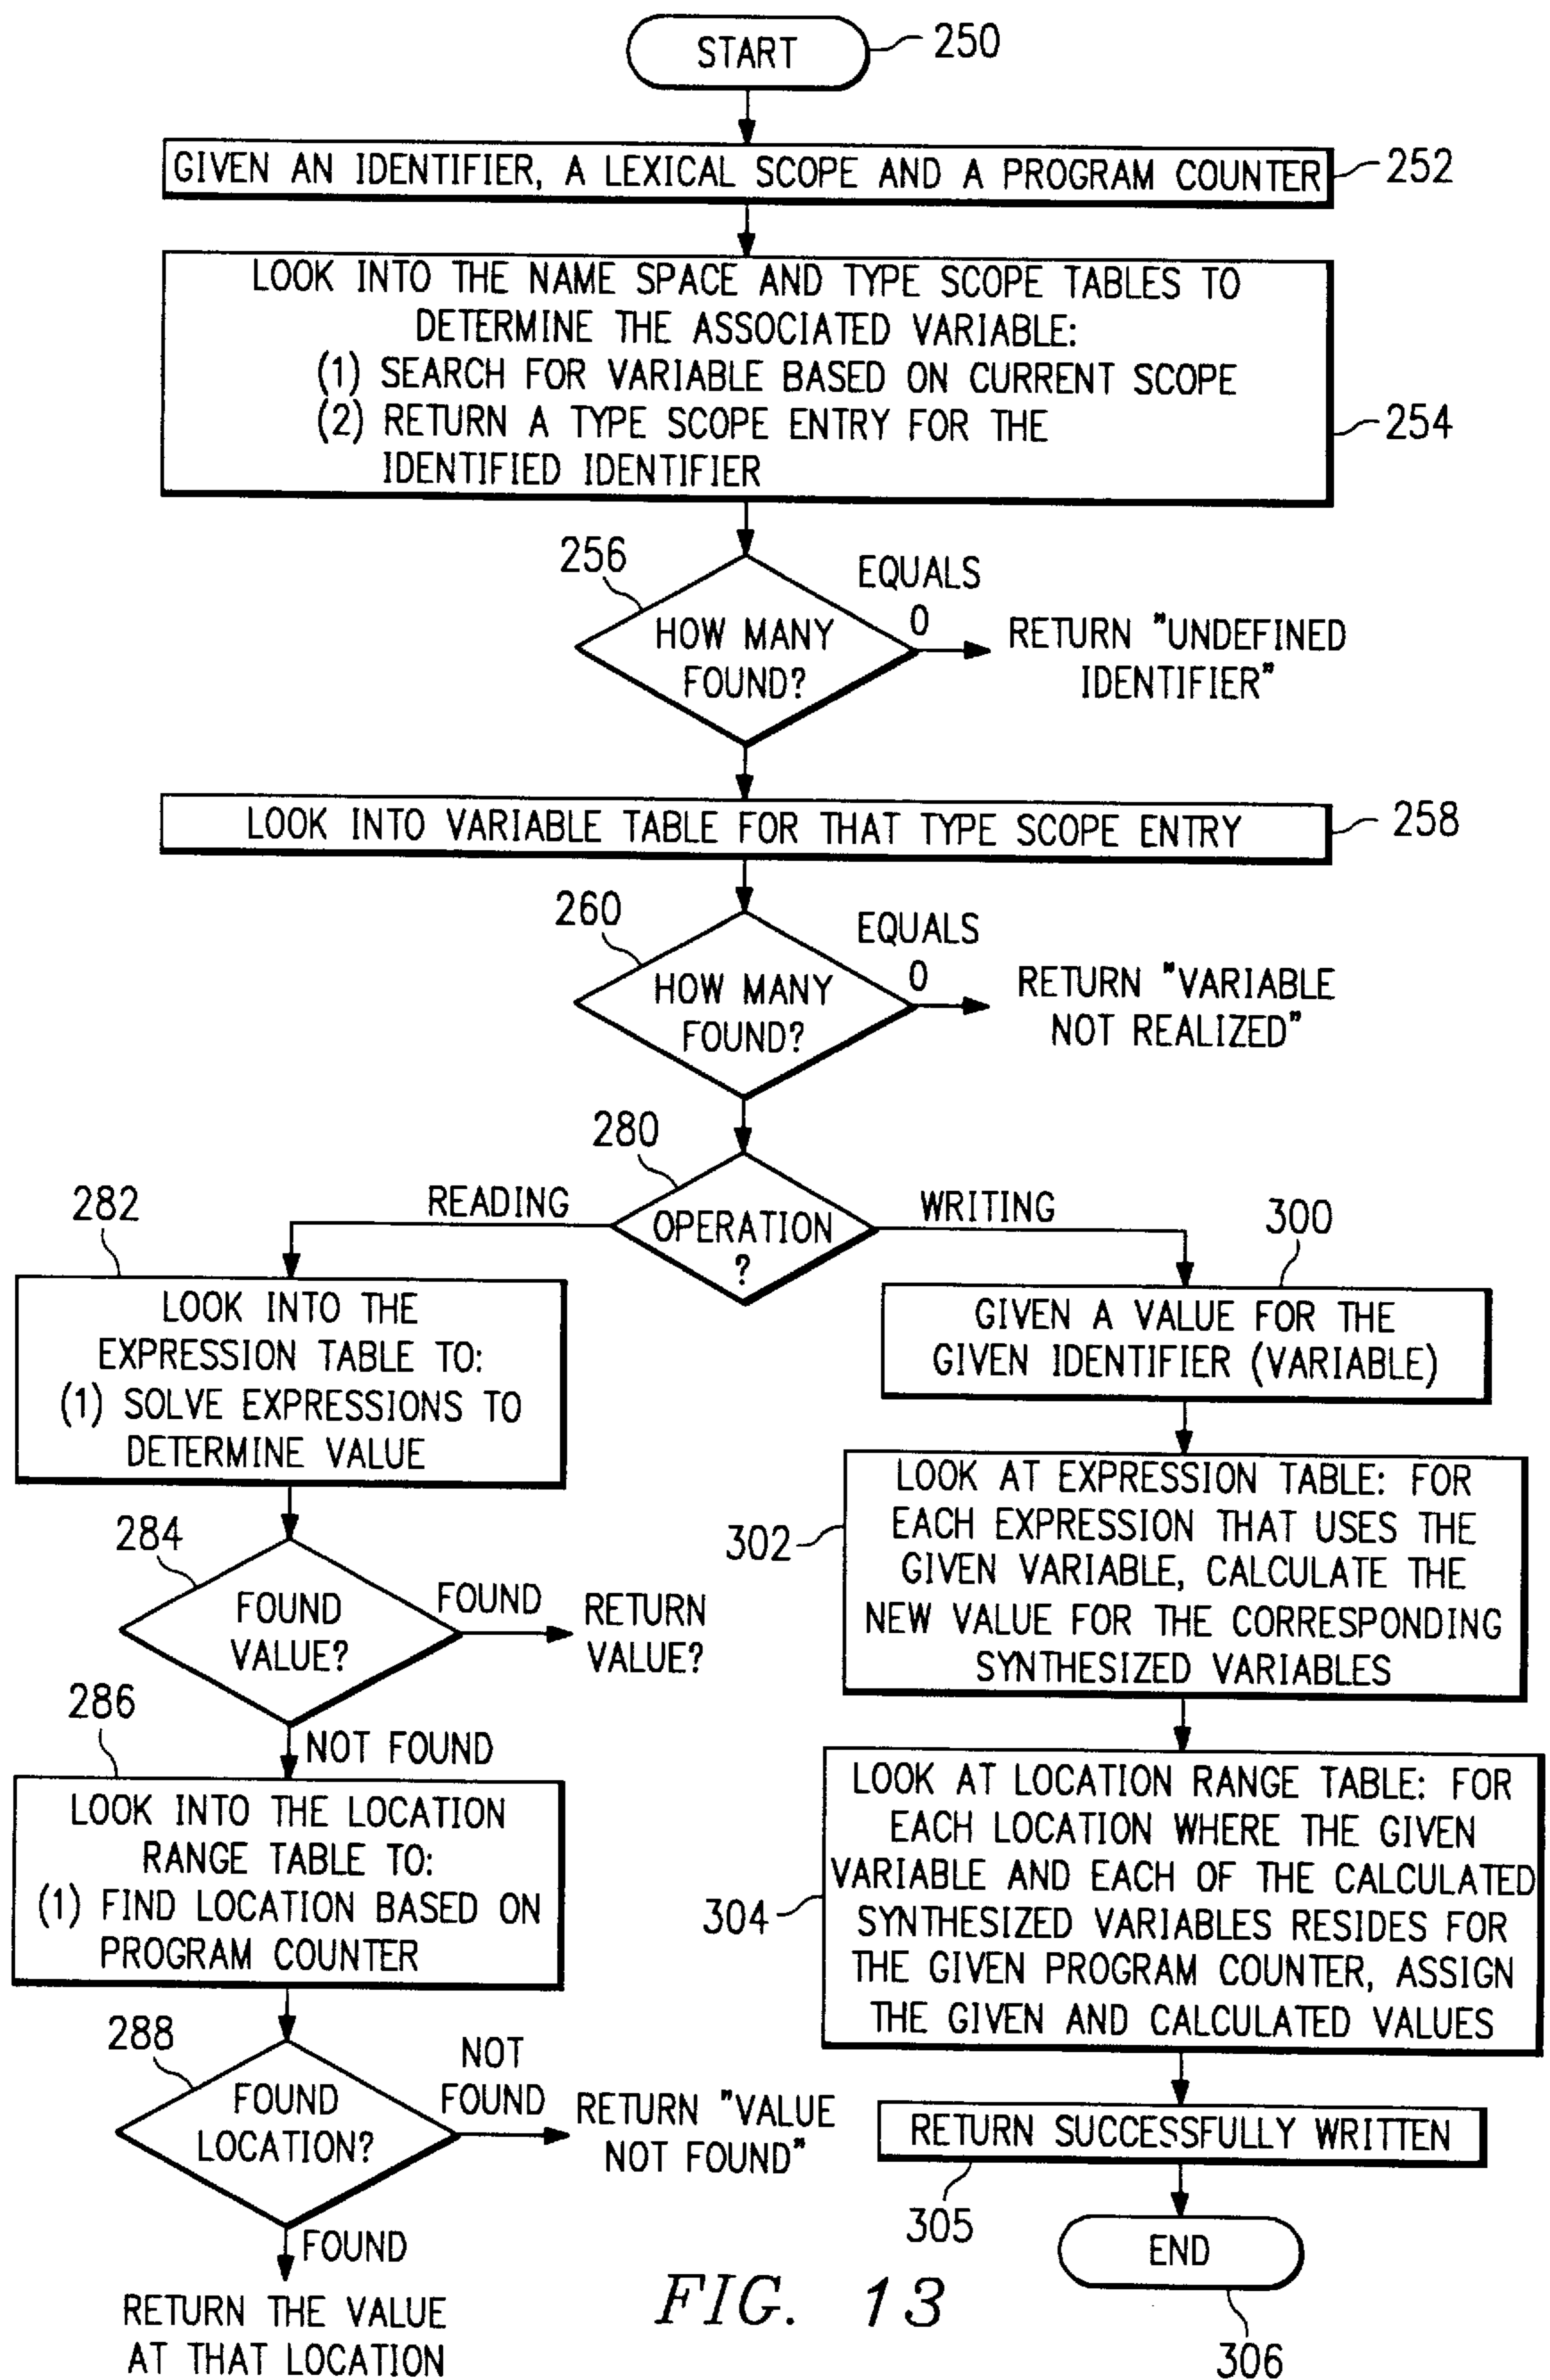 START
250
GIVEN AN IDENTIFIER, A LEXICAL SCOPE AND A PROGRAM COUNTER
252
LOOK INTO THE NAME SPACE AND TYPE SCOPE TABLES TO
DETERMINE THE ASSOCIATED VARIABLE:
(1) SEARCH FOR VARIABLE BASED ON CURRENT SCOPE
(2) RETURN A TYPE SCOPE ENTRY FOR THE
IDENTIFIED IDENTIFIER
254
256
HOW MANY
FOUND?
EQUALS
0
RETURN "UNDEFINED
IDENTIFIER"
LOOK INTO VARIABLE TABLE FOR THAT TYPE SCOPE ENTRY
258
260
HOW MANY
FOUND?
EQUALS
0
RETURN "VARIABLE
NOT REALIZED"
280
OPERATION
?
READING
WRITING
282
LOOK INTO THE
EXPRESSION TABLE TO:
(1) SOLVE EXPRESSIONS TO
DETERMINE VALUE
284
FOUND
VALUE?
FOUND
RETURN
VALUE?
NOT FOUND
286
LOOK INTO THE LOCATION
RANGE TABLE TO:
(1) FIND LOCATION BASED ON
PROGRAM COUNTER
288
FOUND
LOCATION?
NOT
FOUND
RETURN "VALUE
NOT FOUND"
FOUND
RETURN THE VALUE
AT THAT LOCATION
300
GIVEN A VALUE FOR THE
GIVEN IDENTIFIER (VARIABLE)
302
LOOK AT EXPRESSION TABLE: FOR
EACH EXPRESSION THAT USES THE
GIVEN VARIABLE, CALCULATE THE
NEW VALUE FOR THE CORRESPONDING
SYNTHESIZED VARIABLES
304
LOOK AT LOCATION RANGE TABLE: FOR
EACH LOCATION WHERE THE GIVEN
VARIABLE AND EACH OF THE CALCULATED
SYNTHESIZED VARIABLES RESIDES FOR
THE GIVEN PROGRAM COUNTER, ASSIGN
THE GIVEN AND CALCULATED VALUES
RETURN SUCCESSFULLY WRITTEN
305
END
306
FIG. 13